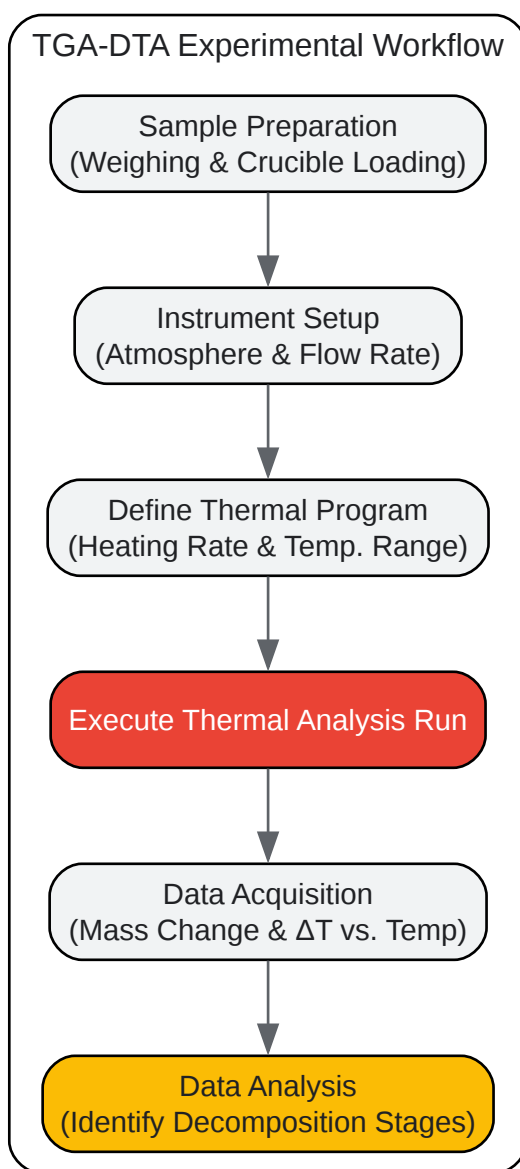 TGA-DTA Experimental Workflow
Sample Preparation
(Weighing & Crucible Loading)
Instrument Setup
(Atmosphere & Flow Rate)
Define Thermal Program
(Heating Rate & Temp. Range)
Execute Thermal Analysis Run
Data Acquisition
(Mass Change & ΔT vs. Temp)
Data Analysis
(Identify Decomposition Stages)